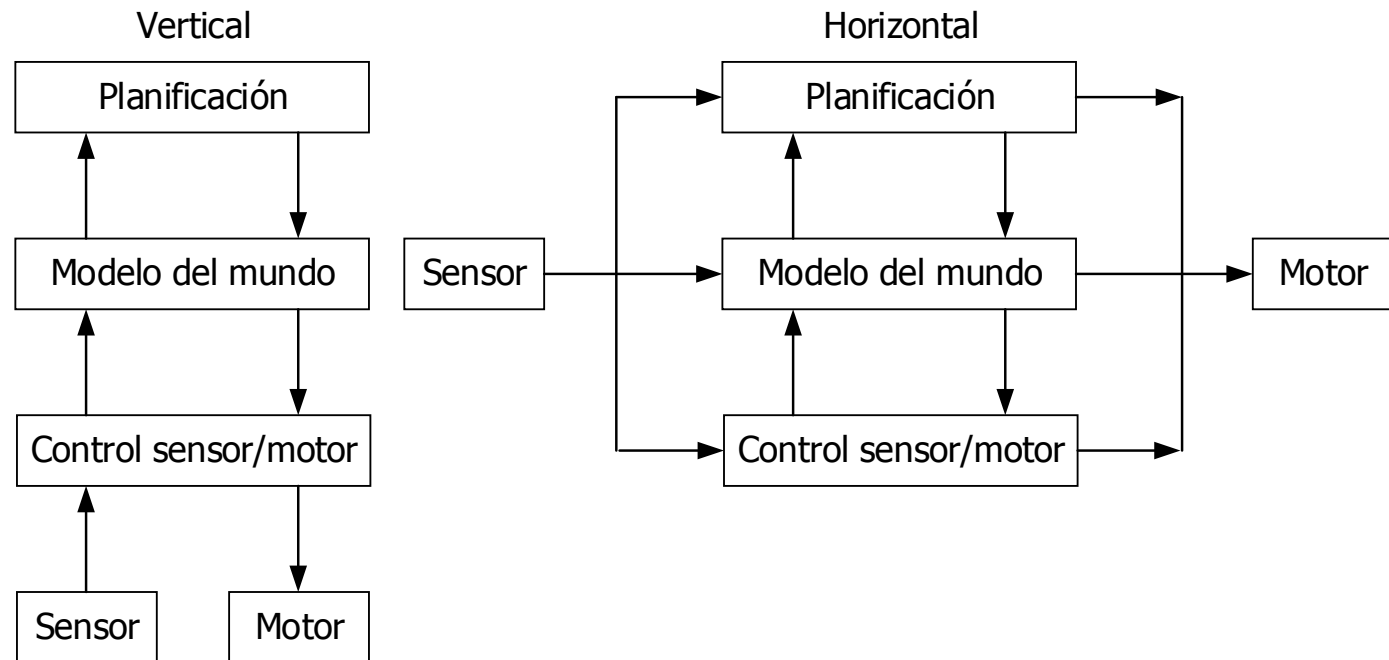 Vertical
Planificación
Modelo del mundo
Control sensor/motor
Sensor
Motor
Horizontal
Planificación
Sensor
Modelo del mundo
Motor
Control sensor/motor